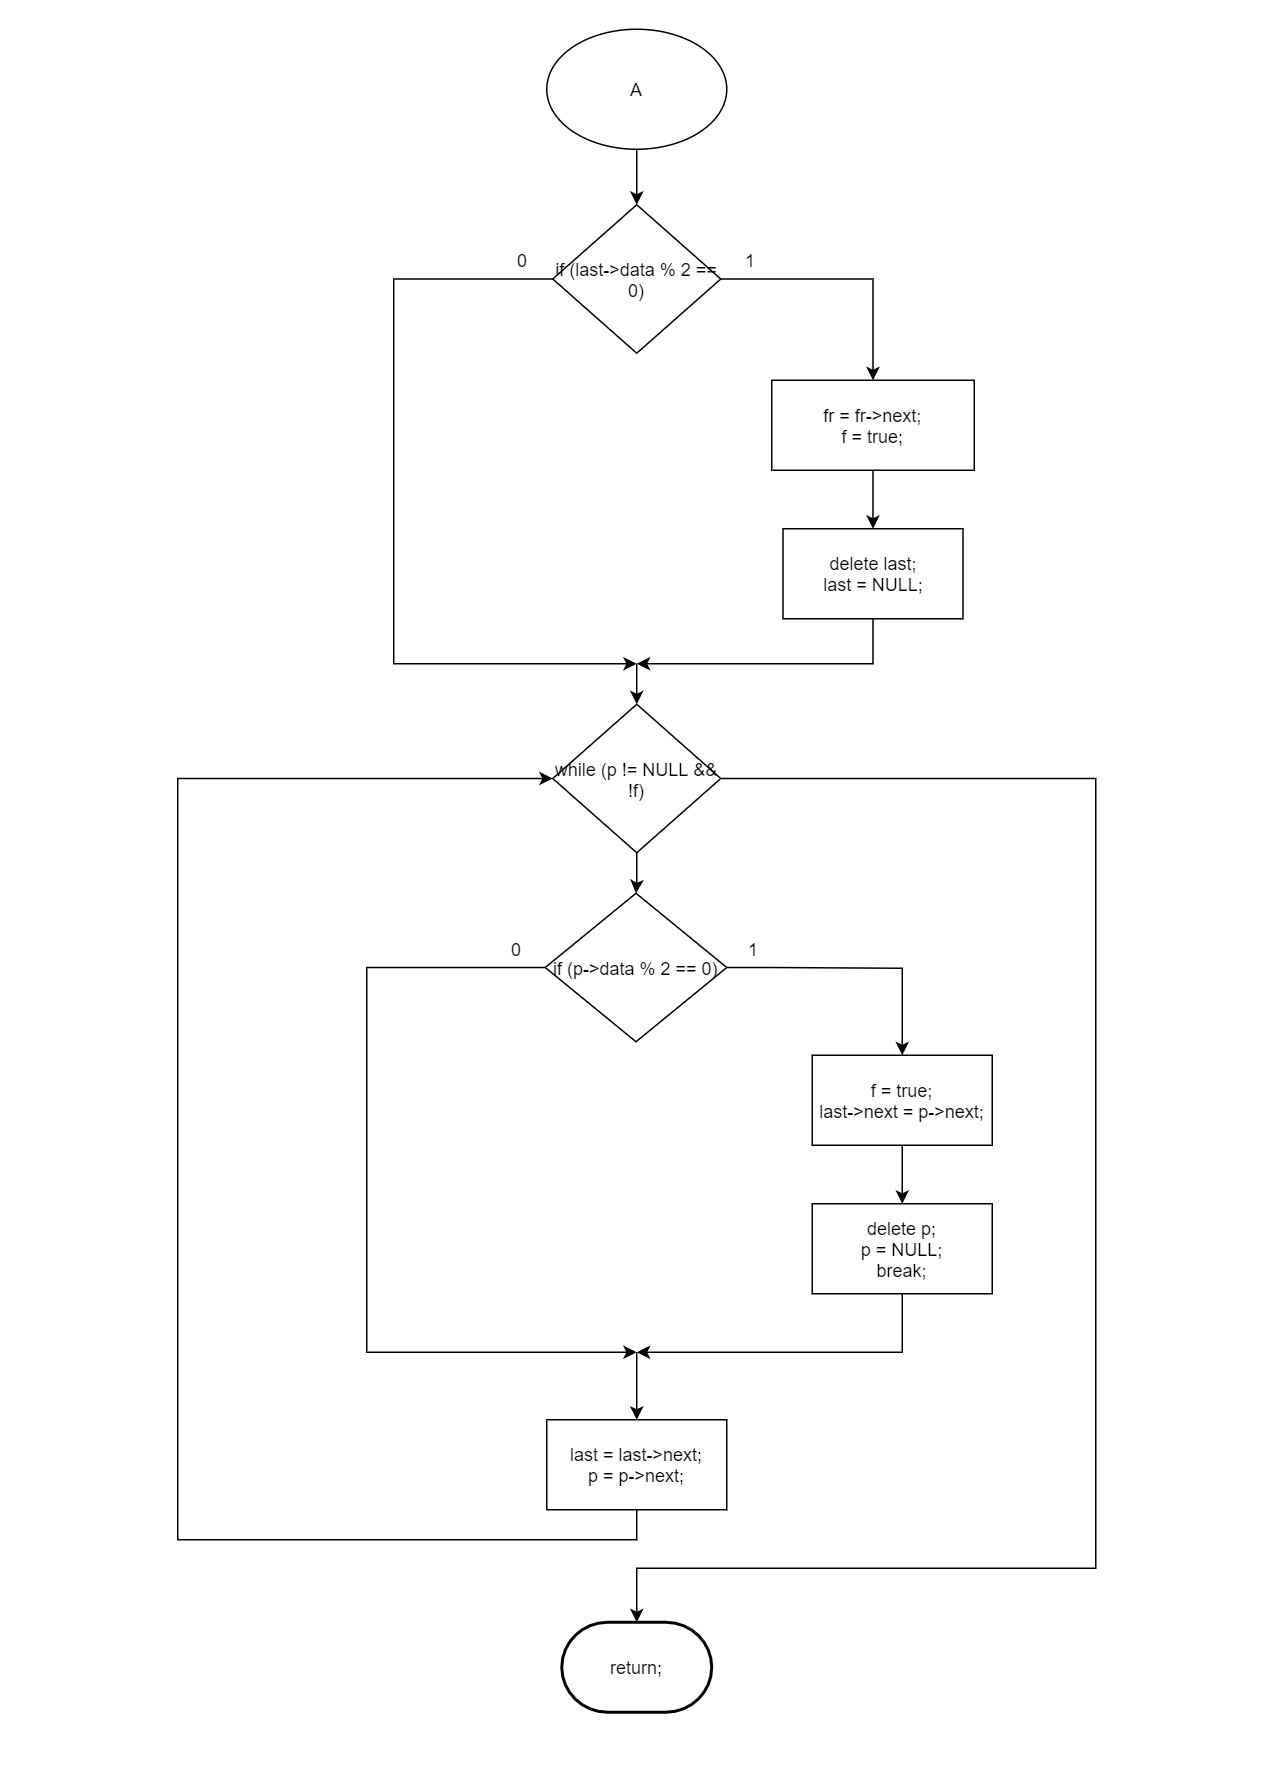 A
0
1
if (last->data % 2 ==
0)
fr = fr->next;
f = true;
delete last;
last = NULL;
while (p != NULL &&
!f)
0
1
if (p->data % 2 == 0)
f = true;
last->next = p->next;
delete p;
p = NULL;
break;
last = last->next;
p = p->next;
return;